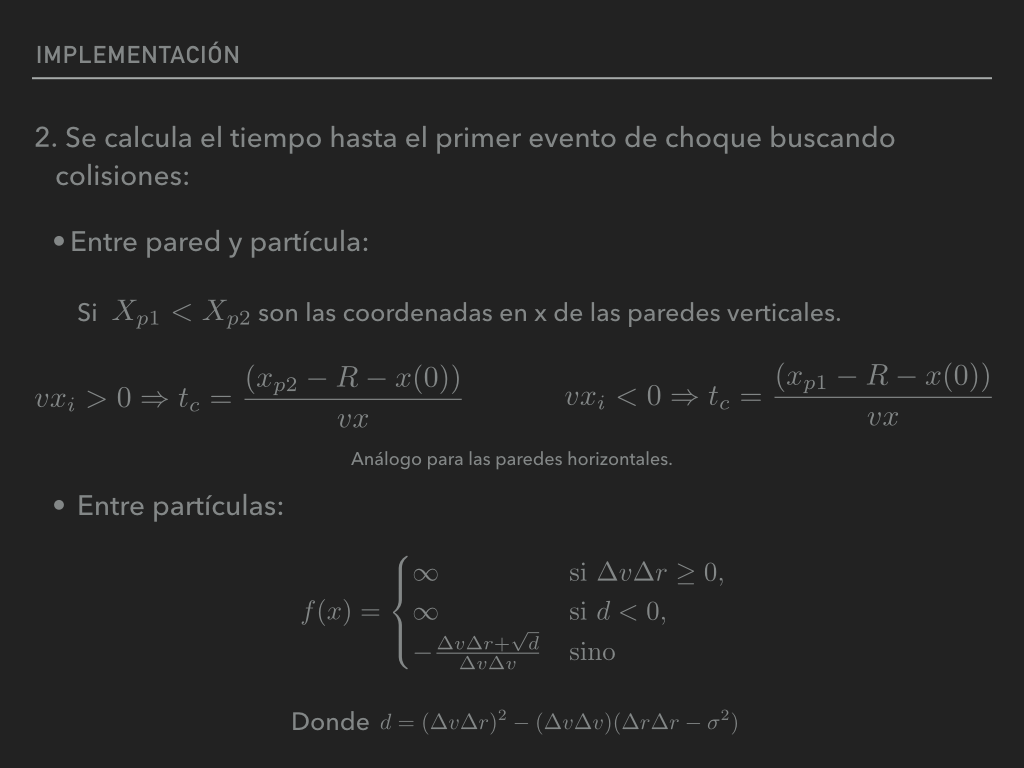 IMPLEMENTACIÓN
2. Se calcula el tiempo hasta el primer evento de choque buscando
colisiones:
• Entre pared y partícula:
Si $X_{p1} < X_{p2}$ son las coordenadas en x de las paredes verticales.
$vx_i > 0 \Rightarrow t_c = \frac{(x_{p2} - R - x(0))}{vx}$ $vx_i < 0 \Rightarrow t_c = \frac{(x_{p1} - R - x(0))}{vx}$
Análogo para las paredes horizontales.
• Entre partículas:
$f(x) = \begin{cases} \infty & \text{si } \Delta v \Delta r \geq 0, \\ \infty & \text{si } d < 0, \\ -\frac{\Delta v \Delta r + \sqrt{d}}{\Delta v \Delta v} & \text{sino} \end{cases}$
Donde $d = (\Delta v \Delta r)^2 - (\Delta v \Delta v)(\Delta r \Delta r - \sigma^2)$